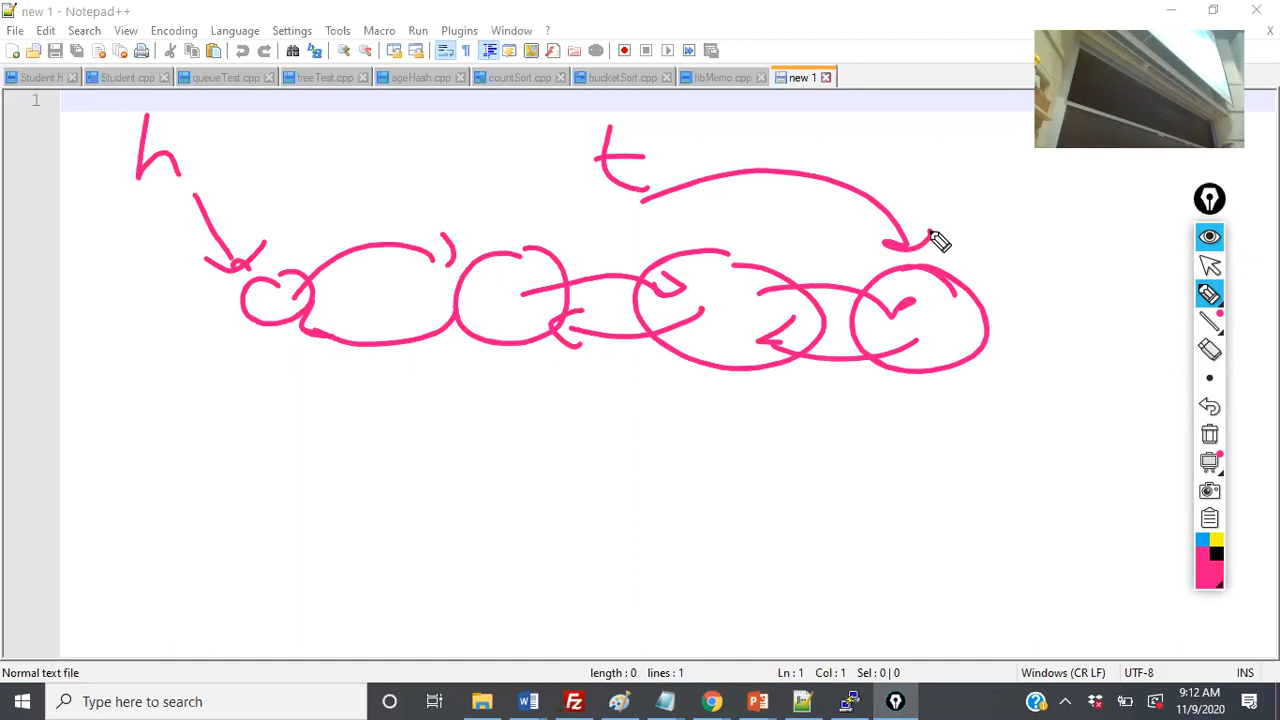 new 1 - Notepad++
File Edit Search View Encoding Language Settings Tools Macro Run Plugins Window ?
X
Student.h Student.cpp queueTest.cpp treeTest.cpp ageHash.cpp countSort.cpp bucketSort.cpp libMemo.cpp new 1
1
h t
Normal text file length : 0 lines : 1 Ln : 1 Col : 1 Sel : 0 | 0 Windows (CR LF) UTF-8 INS
Type here to search
9:12 AM
11/9/2020